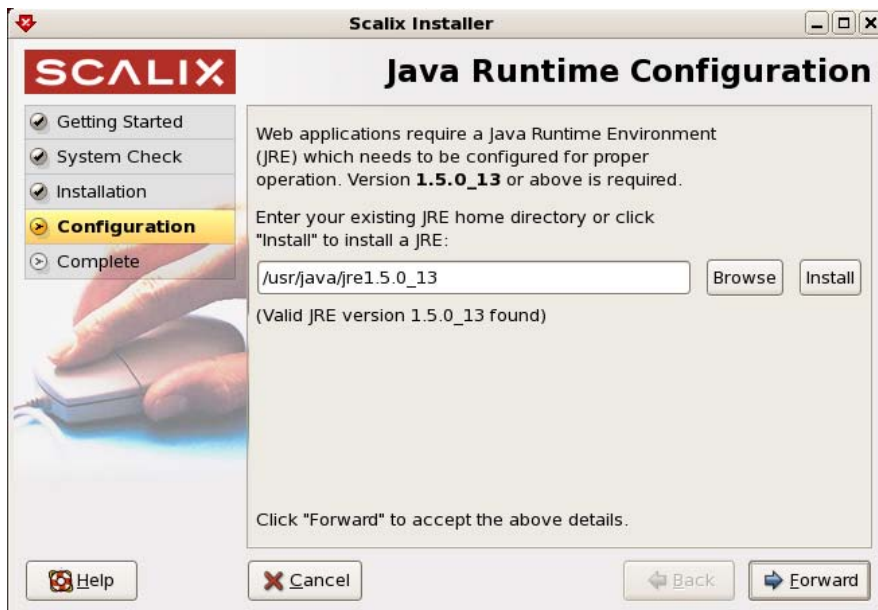 Scalix Installer
SCALIX
Java Runtime Configuration
Getting Started
System Check
Installation
Configuration
Complete
Web applications require a Java Runtime Environment
(JRE) which needs to be configured for proper
operation. Version 1.5.0_13 or above is required.
Enter your existing JRE home directory or click
"Install" to install a JRE:
/usr/java/jre1.5.0_13
Browse
Install
(Valid JRE version 1.5.0_13 found)
Click "Forward" to accept the above details.
Help
Cancel
Back
Forward